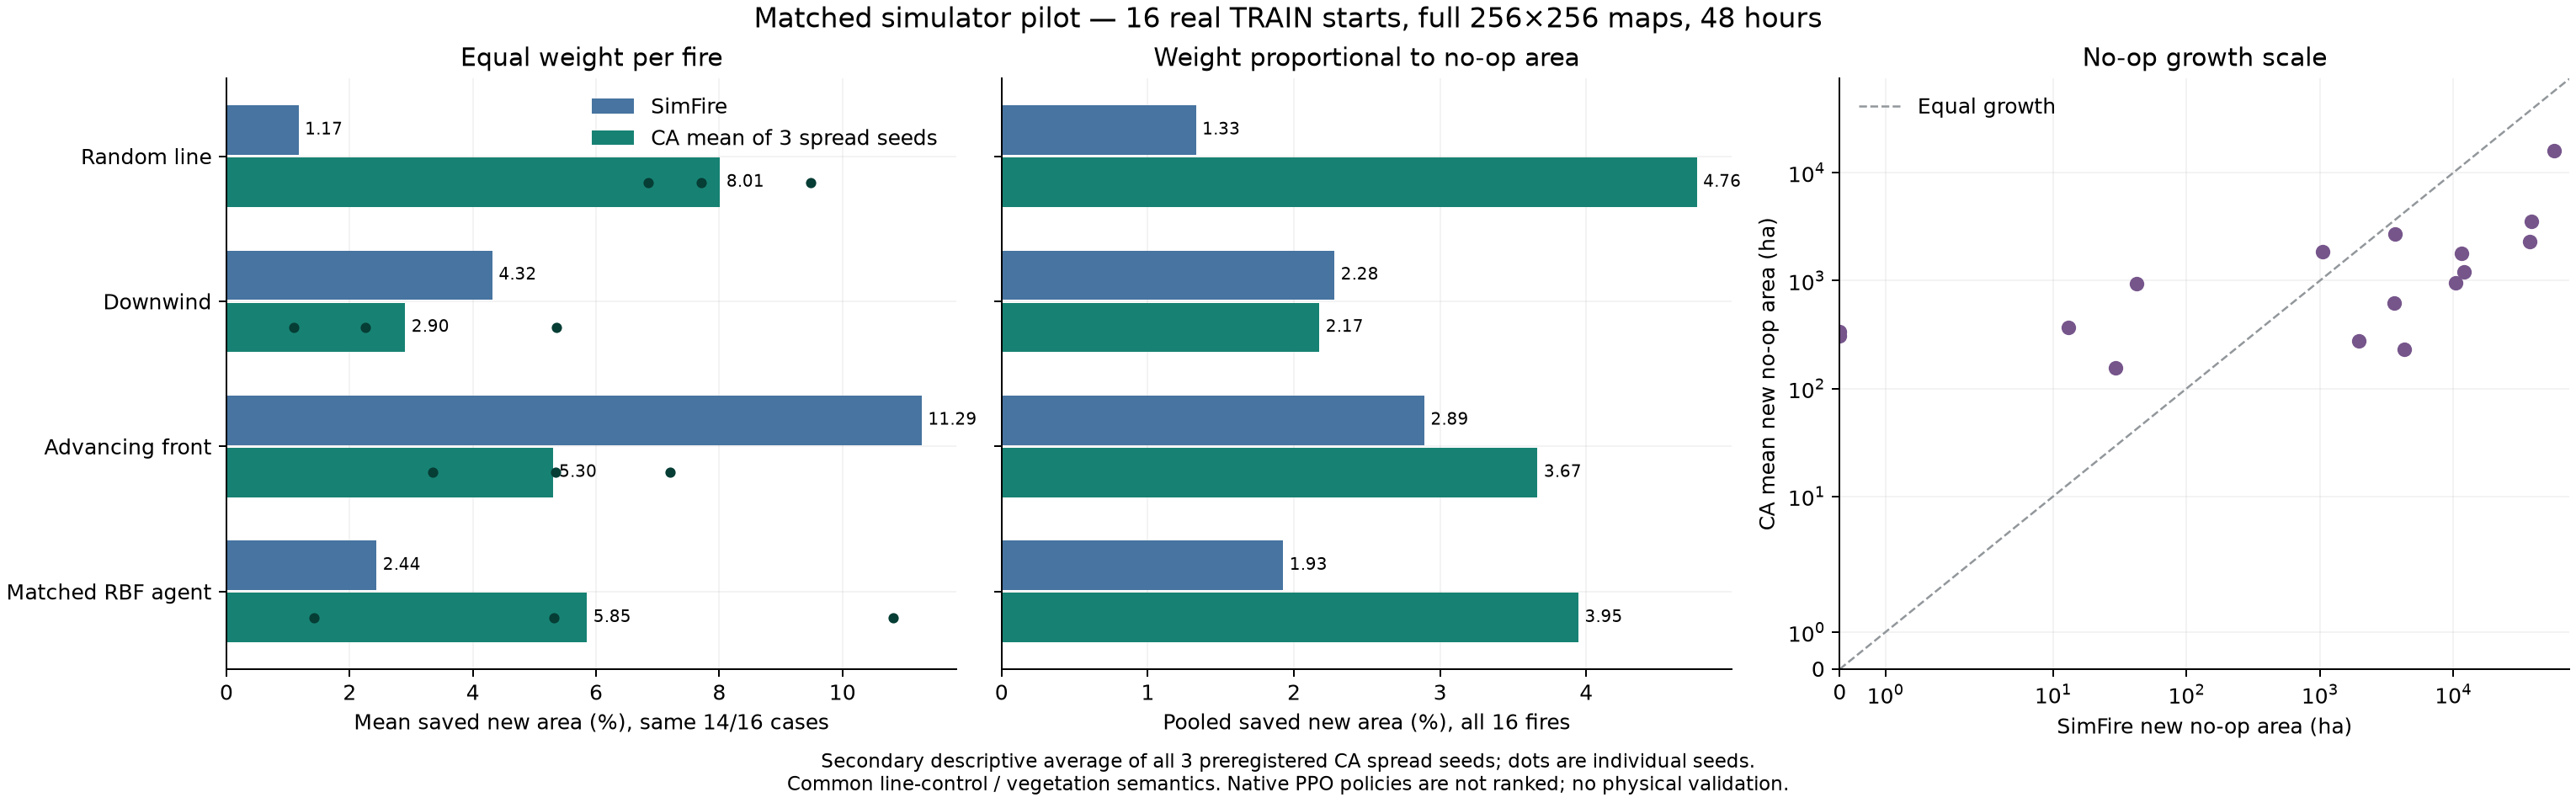 Matched simulator pilot — 16 real TRAIN starts, full 256×256 maps, 48 hours
Equal weight per fire
SimFire
CA mean of 3 spread seeds
Random line
Downwind
Advancing front
Matched RBF agent
1.17
8.01
4.32
2.90
11.29
5.30
2.44
5.85
0 2 4 6 8 10
Mean saved new area (%), same 14/16 cases
Weight proportional to no-op area
1.33
4.76
2.28
2.17
2.89
3.67
1.93
3.95
0 1 2 3 4
Pooled saved new area (%), all 16 fires
No-op growth scale
Equal growth
CA mean new no-op area (ha)
10⁴
10³
10²
10¹
10⁰
0
0 10⁰ 10¹ 10² 10³ 10⁴
SimFire new no-op area (ha)
Secondary descriptive average of all 3 preregistered CA spread seeds; dots are individual seeds.
Common line-control / vegetation semantics. Native PPO policies are not ranked; no physical validation.